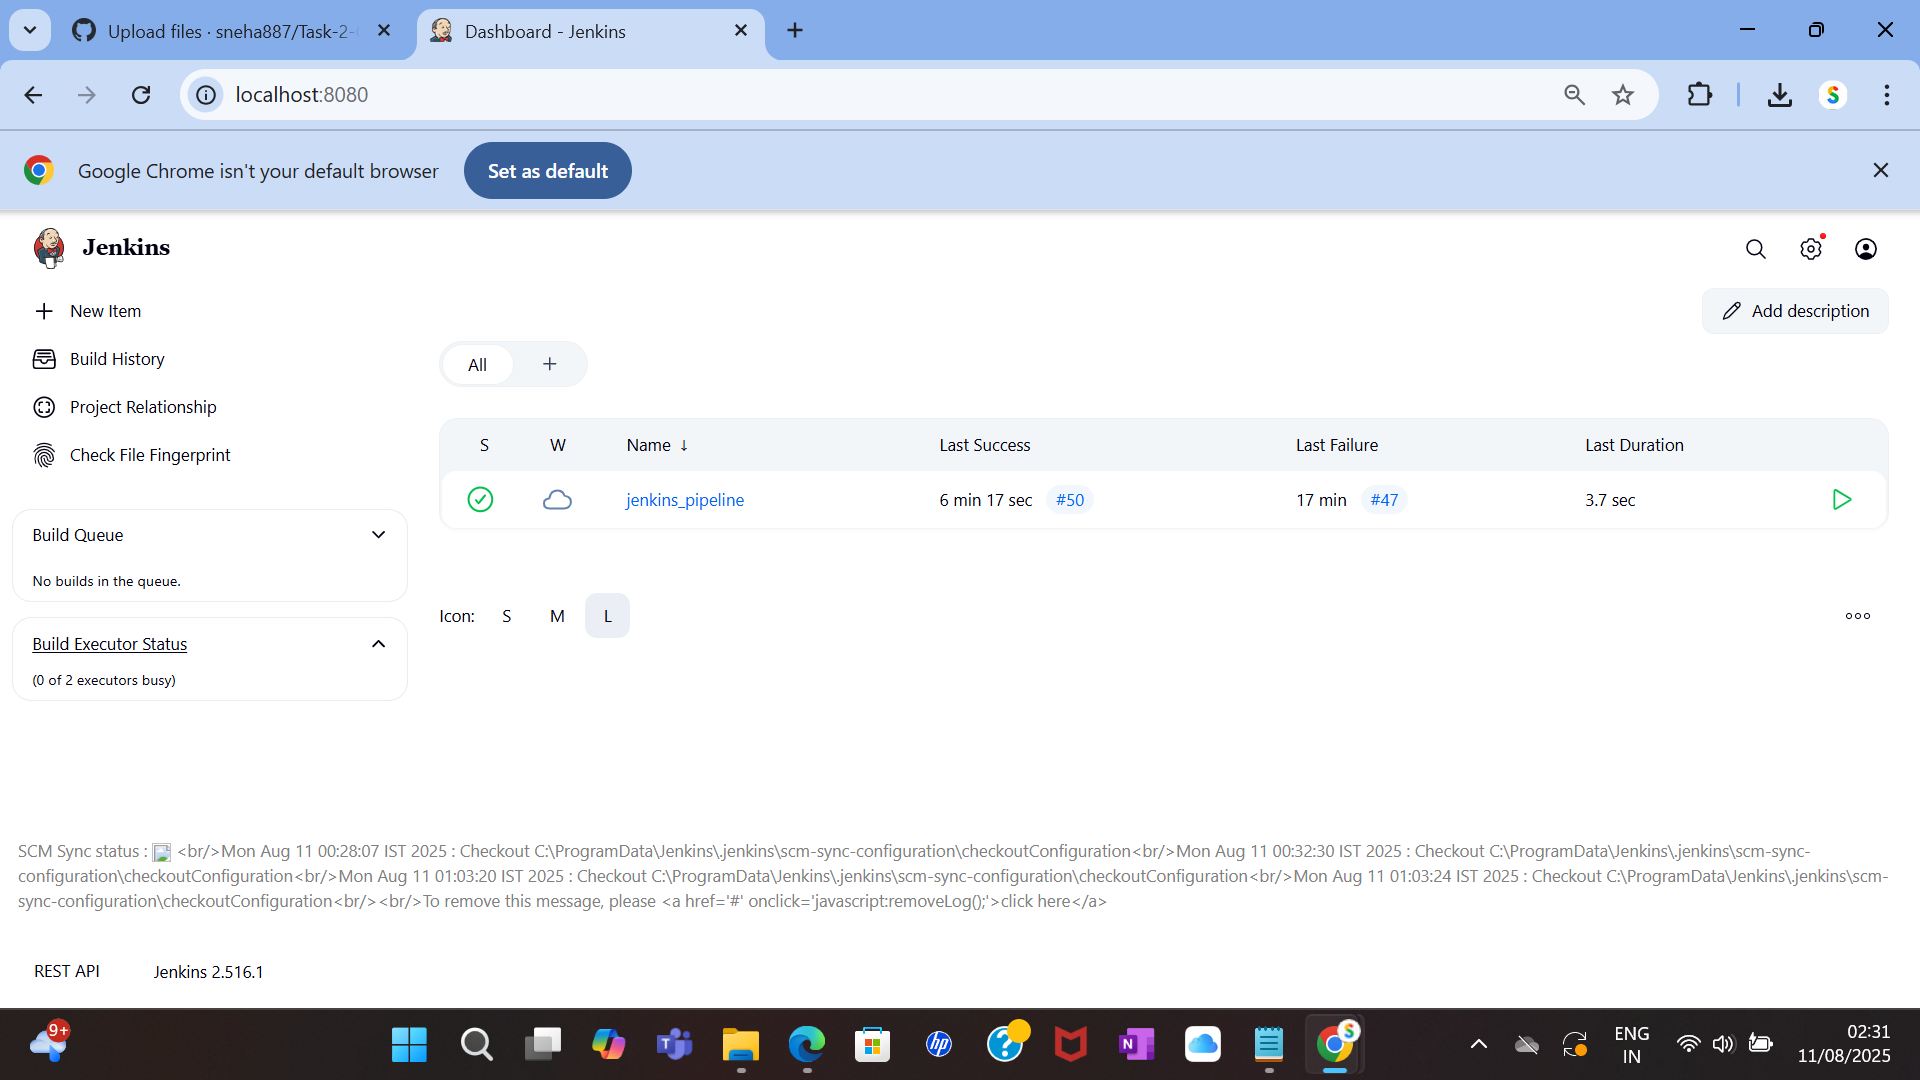 Upload files · sneha887/Task-2-
Dashboard - Jenkins
localhost:8080
S
Google Chrome isn't your default browser
Set as default
Jenkins
New Item
Add description
Build History
All
Project Relationship
S W Name ↓ Last Success Last Failure Last Duration
Check File Fingerprint
jenkins_pipeline 6 min 17 sec #50 17 min #47 3.7 sec
Build Queue
No builds in the queue.
Icon: S M L
Build Executor Status
(0 of 2 executors busy)
SCM Sync status : <br/>Mon Aug 11 00:28:07 IST 2025 : Checkout C:\ProgramData\Jenkins\.jenkins\scm-sync-configuration\checkoutConfiguration<br/>Mon Aug 11 00:32:30 IST 2025 : Checkout C:\ProgramData\Jenkins\.jenkins\scm-sync-
configuration\checkoutConfiguration<br/>Mon Aug 11 01:03:20 IST 2025 : Checkout C:\ProgramData\Jenkins\.jenkins\scm-sync-configuration\checkoutConfiguration<br/>Mon Aug 11 01:03:24 IST 2025 : Checkout C:\ProgramData\Jenkins\.jenkins\scm-
sync-configuration\checkoutConfiguration<br/><br/>To remove this message, please <a href='#' onclick='javascript:removeLog();'>click here</a>
REST API
Jenkins 2.516.1
9+
T
hp
?
N
S
ENG
IN
02:31
11/08/2025